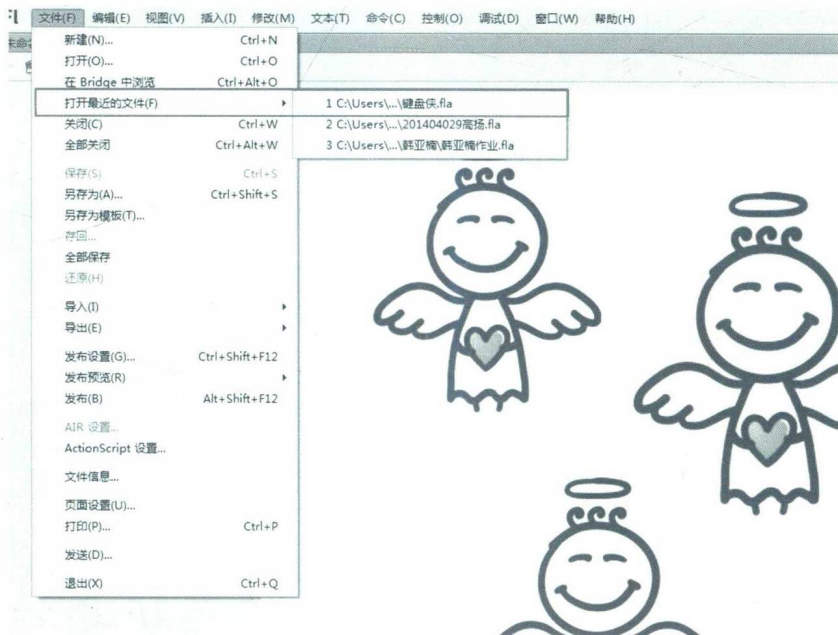 Fl 文件(F) 编辑(E) 视图(V) 插入(I) 修改(M) 文本(T) 命令(C) 控制(O) 调试(D) 窗口(W) 帮助(H)
新建(N)... Ctrl+N
打开(O)... Ctrl+O
在 Bridge 中浏览 Ctrl+Alt+O
打开最近的文件(F) 1 C:\Users\...\键盘侠.fla
关闭(C) Ctrl+W 2 C:\Users\...\201404029高扬.fla
全部关闭 Ctrl+Alt+W 3 C:\Users\...\韩亚楠\韩亚楠作业.fla
保存(S) Ctrl+S
另存为(A)... Ctrl+Shift+S
另存为模板(T)...
存回...
全部保存
还原(H)
导入(I)
导出(E)
发布设置(G)... Ctrl+Shift+F12
发布预览(R)
发布(B) Alt+Shift+F12
AIR 设置...
ActionScript 设置...
文件信息...
页面设置(U)...
打印(P)... Ctrl+P
发送(D)...
退出(X) Ctrl+Q